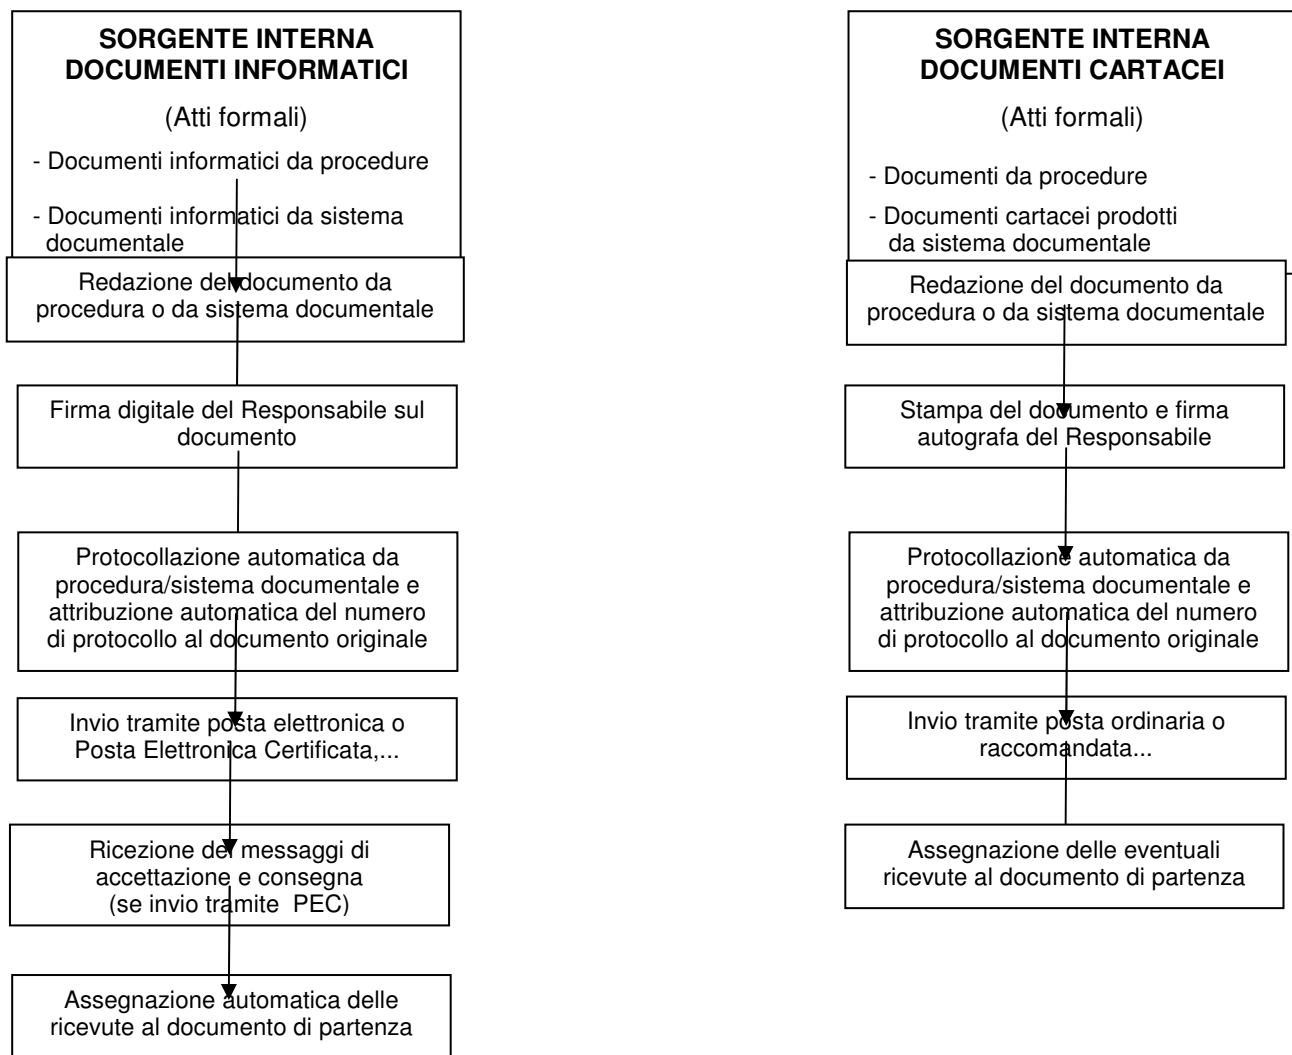 SORGENTE INTERNA
DOCUMENTI INFORMATICI
(Atti formali)
- Documenti informatici da procedure
- Documenti informatici da sistema
documentale
Redazione del documento da
procedura o da sistema documentale
Firma digitale del Responsabile sul
documento
Protocollazione automatica da
procedura/sistema documentale e
attribuzione automatica del numero
di protocollo al documento originale
Invio tramite posta elettronica o
Posta Elettronica Certificata,...
Ricezione dei messaggi di
accettazione e consegna
(se invio tramite PEC)
Assegnazione automatica delle
ricevute al documento di partenza
SORGENTE INTERNA
DOCUMENTI CARTACEI
(Atti formali)
- Documenti da procedure
- Documenti cartacei prodotti
da sistema documentale
Redazione del documento da
procedura o da sistema documentale
Stampa del documento e firma
autografa del Responsabile
Protocollazione automatica da
procedura/sistema documentale e
attribuzione automatica del numero
di protocollo al documento originale
Invio tramite posta ordinaria o
raccomandata...
Assegnazione delle eventuali
ricevute al documento di partenza